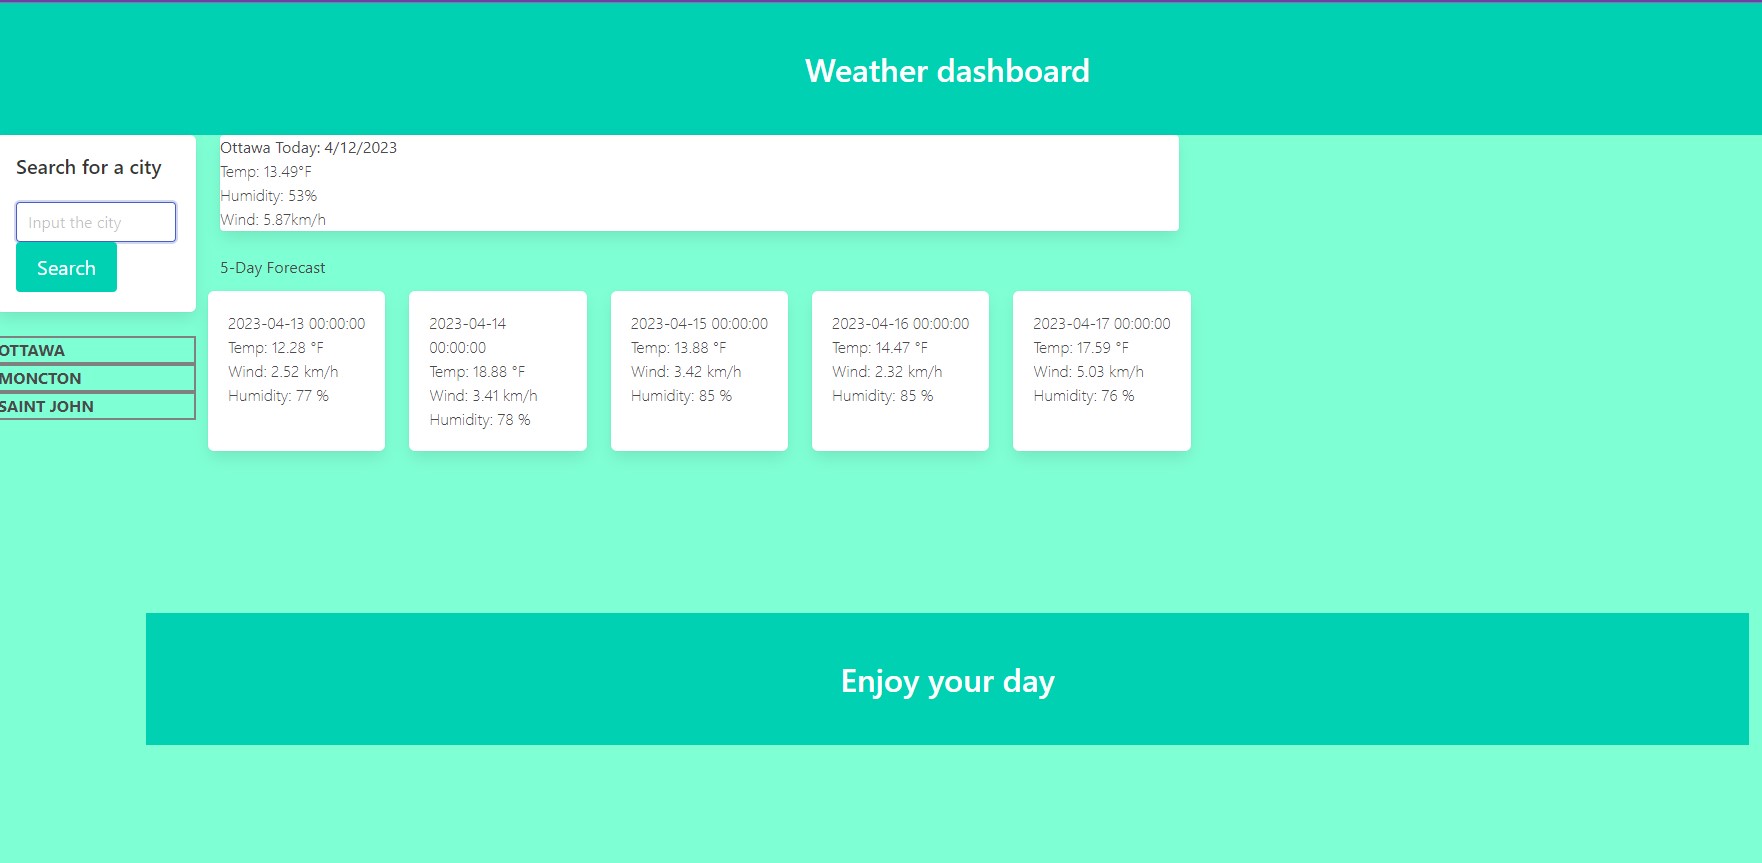 Weather dashboard
Search for a city
Input the city
Search
OTTAWA
MONCTON
SAINT JOHN
Ottawa Today: 4/12/2023
Temp: 13.49°F
Humidity: 53%
Wind: 5.87km/h
5-Day Forecast
2023-04-13 00:00:00
Temp: 12.28 °F
Wind: 2.52 km/h
Humidity: 77 %
2023-04-14
00:00:00
Temp: 18.88 °F
Wind: 3.41 km/h
Humidity: 78 %
2023-04-15 00:00:00
Temp: 13.88 °F
Wind: 3.42 km/h
Humidity: 85 %
2023-04-16 00:00:00
Temp: 14.47 °F
Wind: 2.32 km/h
Humidity: 85 %
2023-04-17 00:00:00
Temp: 17.59 °F
Wind: 5.03 km/h
Humidity: 76 %
Enjoy your day